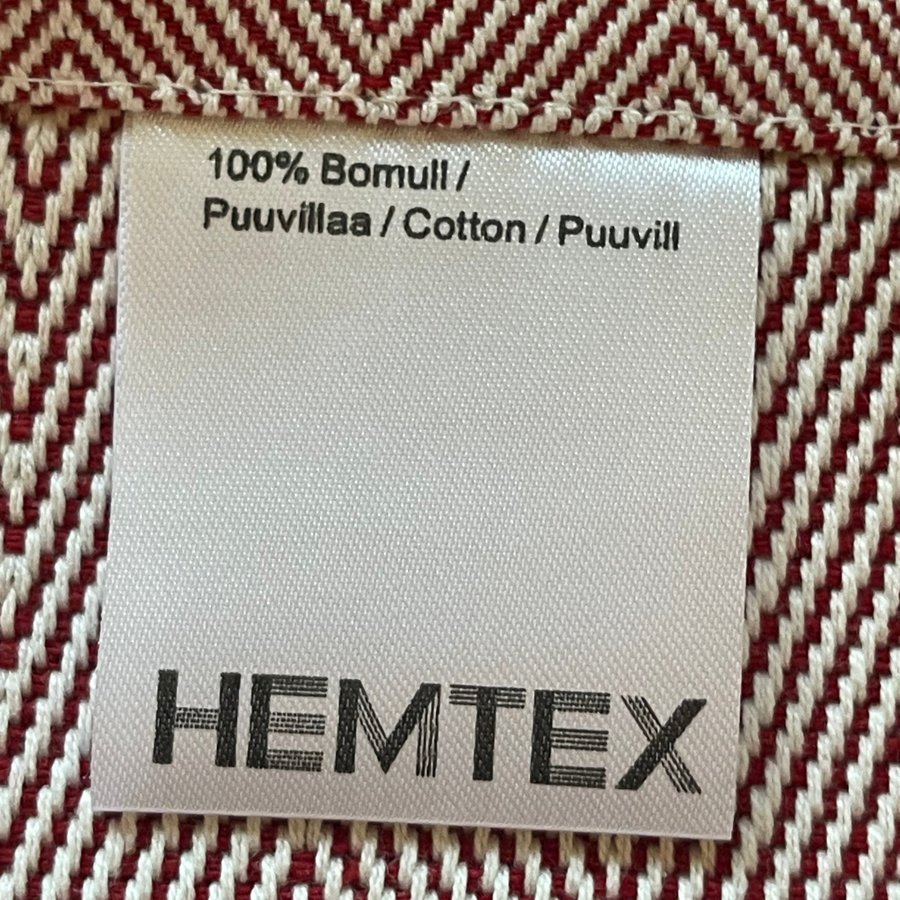 100% Bomull /
Puuvillaa / Cotton / Puuvill
HEMTEX